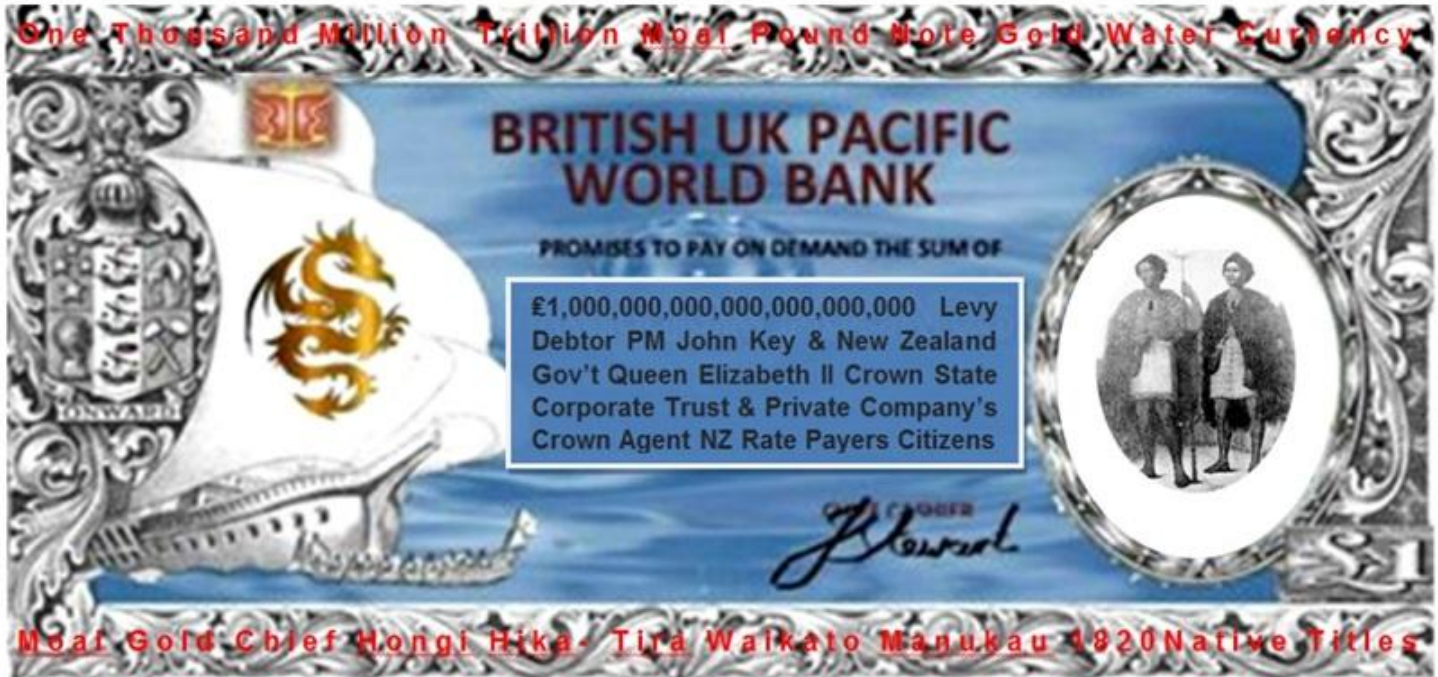 One Thousand Million Trillion Moai Pound Note Gold Water Currency
BRITISH UK PACIFIC
WORLD BANK
PROMISES TO PAY ON DEMAND THE SUM OF
£1,000,000,000,000,000,000,000 Levy
Debtor PM John Key & New Zealand
Gov't Queen Elizabeth II Crown State
Corporate Trust & Private Company's
Crown Agent NZ Rate Payers Citizens
ONWARD
CASHIER
£1
Moai Gold Chief Hongi Hika- Tira Waikato Manukau 1820Native Titles